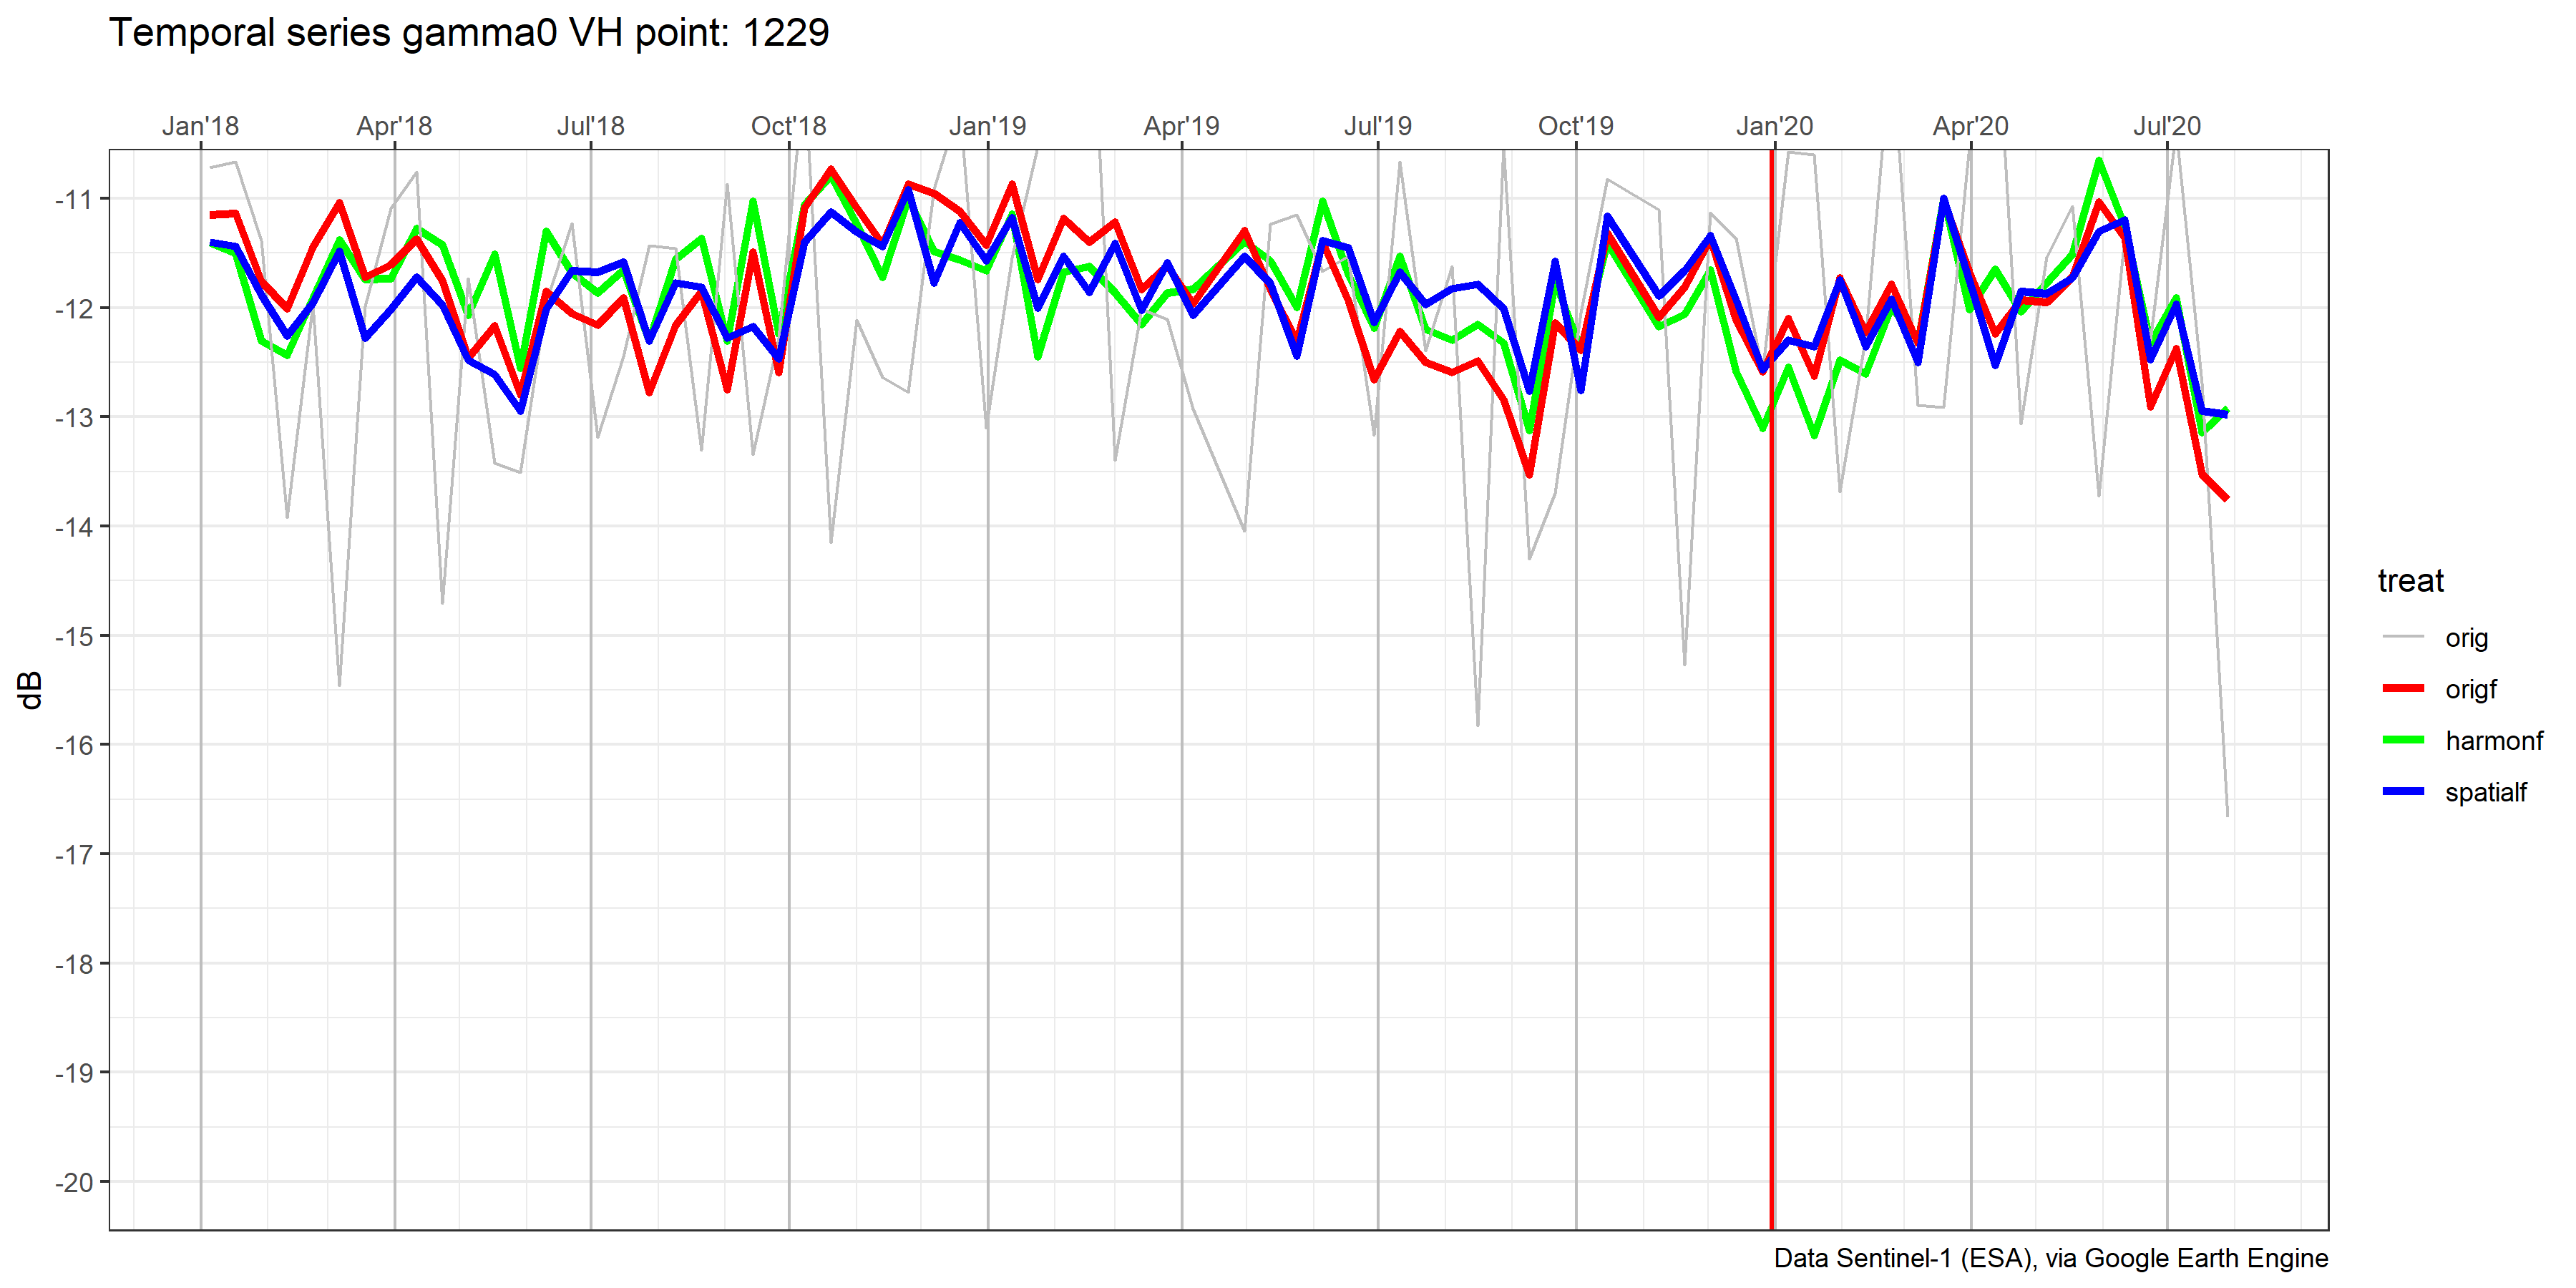 Temporal series gamma0 VH point: 1229
Jan'18 Apr'18 Jul'18 Oct'18 Jan'19 Apr'19 Jul'19 Oct'19 Jan'20 Apr'20 Jul'20
-11
-12
-13
-14
-15
-16
-17
-18
-19
-20
dB
treat
orig
origf
harmonf
spatialf
Data Sentinel-1 (ESA), via Google Earth Engine